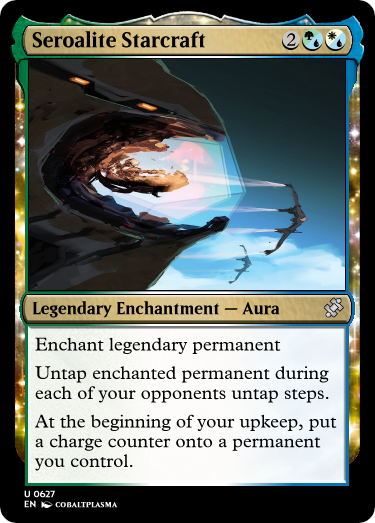 Seroalite Starcraft 2
Legendary Enchantment — Aura
Enchant legendary permanent
Untap enchanted permanent during
each of your opponents untap steps.
At the beginning of your upkeep, put
a charge counter onto a permanent
you control.
U 0627
EN COBALTPLASMA